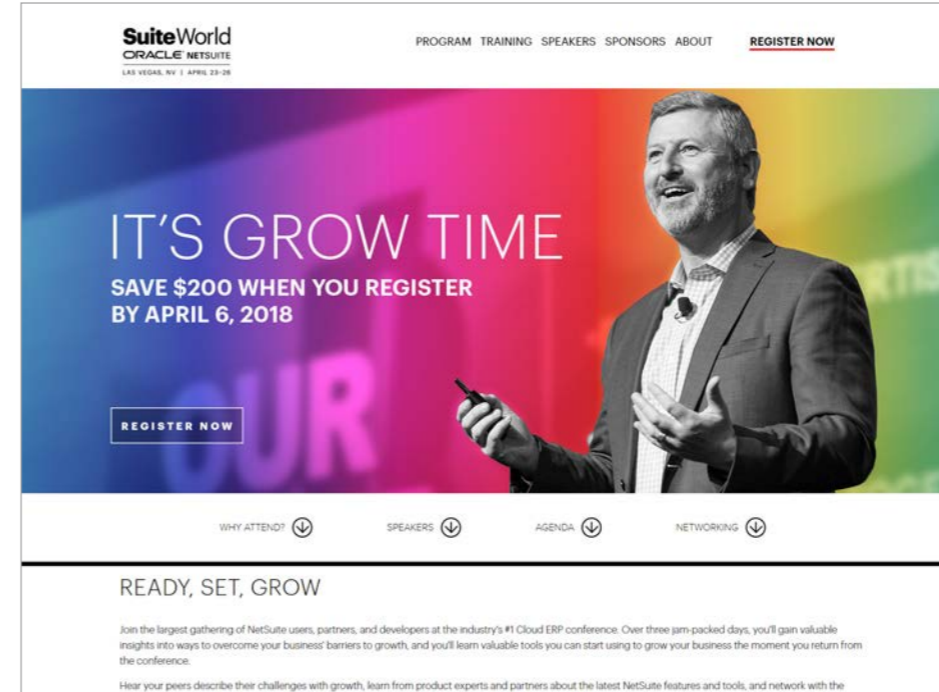 SuiteWorld
ORACLE NETSUITE
LAS VEGAS, NV | APRIL 23–26
PROGRAM TRAINING SPEAKERS SPONSORS ABOUT REGISTER NOW
IT'S GROW TIME
SAVE $200 WHEN YOU REGISTER
BY APRIL 6, 2018
OUR
RTIS
REGISTER NOW
WHY ATTEND? SPEAKERS AGENDA NETWORKING
READY, SET, GROW
Join the largest gathering of NetSuite users, partners, and developers at the industry's #1 Cloud ERP conference. Over three jam-packed days, you'll gain valuable
insights into ways to overcome your business' barriers to growth, and you'll learn valuable tools you can start using to grow your business the moment you return from
the conference.
Hear your peers describe their challenges with growth, learn from product experts and partners about the latest NetSuite features and tools, and network with the